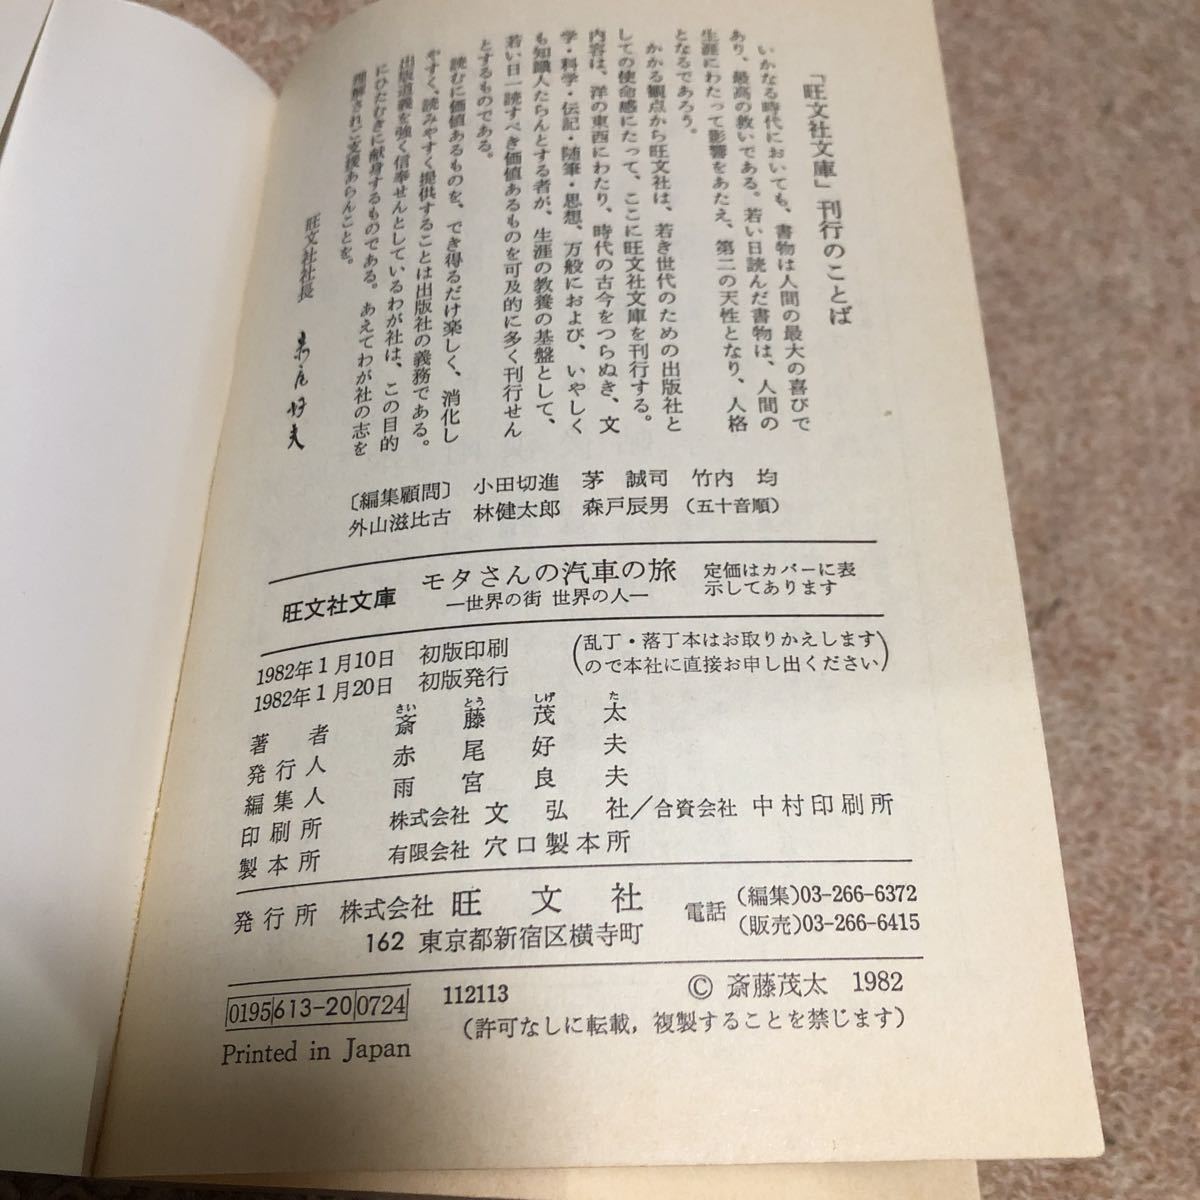 「旺文社文庫」刊行のことば
いかなる時代においても、書物は人間の最大の喜びで
あり、最高の救いである。若い日読んだ書物は、人間の
生涯にわたって影響をあたえ、第二の天性となり、人格
となるであろう。
かかる観点から旺文社は、若き世代のための出版社と
しての使命感にたって、ここに旺文社文庫を刊行する。
内容は、洋の東西にわたり、時代の古今をつらぬき、文
学・科学・伝記・随筆・思想、万般におよび、いやしく
も知識人たらんとする者が、生涯の教養の基盤として、
若い日一読すべき価値あるものを可及的に多く刊行せん
とするものである。
読むに価値あるものを、でき得るだけ楽しく、消化し
やすく、読みやすく提供することは出版社の義務である。
出版道義を強く信奉せんとしているわが社は、この目的
にひたむきに献身するものである。あえてわが社の志を
理解されご支援あらんことを。
旺文社社長 赤尾好夫
〔編集顧問〕 小田切進 茅 誠司 竹内 均
外山滋比古 林健太郎 森戸辰男 (五十音順)
旺文社文庫 モタさんの汽車の旅 定価はカバーに表
―世界の街 世界の人― 示してあります
1982年1月10日 初版印刷 (乱丁・落丁本はお取りかえします
1982年1月20日 初版発行 ので本社に直接お申し出ください)
さい とう しげ た
著者 斎藤茂太
発行人 赤尾好夫
編集人 雨宮良夫
印刷所 株式会社 文弘社/合資会社 中村印刷所
製本所 有限会社 穴口製本所
発行所 株式会社 旺文社 電話 (編集)03-266-6372
162 東京都新宿区横寺町 (販売)03-266-6415
0195 613-20 0724 112113 © 斎藤茂太 1982
(許可なしに転載,複製することを禁じます)
Printed in Japan